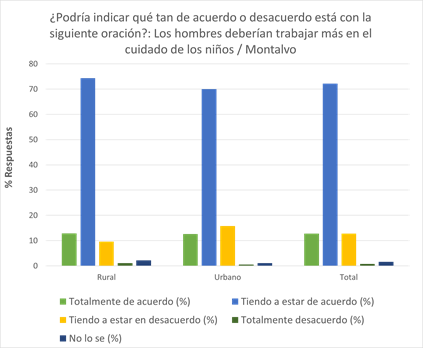 ¿Podría indicar qué tan de acuerdo o desacuerdo está con la
siguiente oración?: Los hombres deberían trabajar más en el
cuidado de los niños / Montalvo
% Respuestas
80
70
60
50
40
30
20
10
0
Rural
Urbano
Total
Totalmente de acuerdo (%)
Tiendo a estar de acuerdo (%)
Tiendo a estar en desacuerdo (%)
Totalmente desacuerdo (%)
No lo se (%)